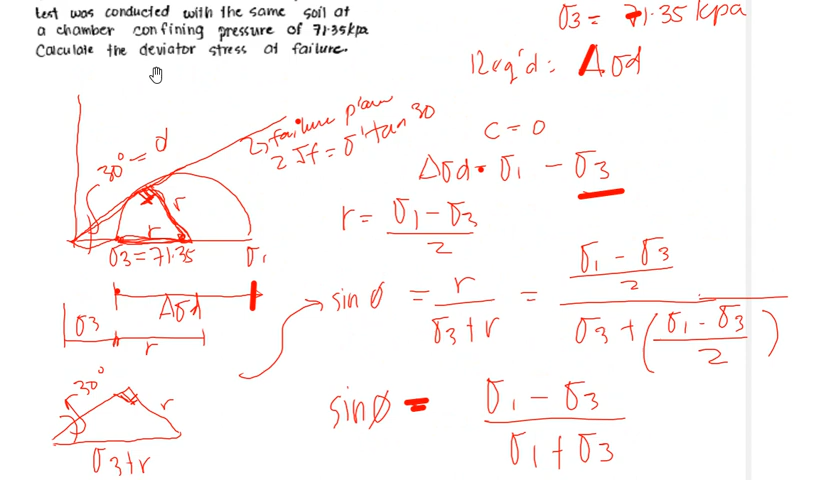 test was conducted with the same soil at
a chamber confining pressure of 71.35kpa
Calculate the deviator stress at failure.
σ3 = 71.35 kpa
Req'd: Δσd
30° = d
2) failure plane
2 Jf = σ' tan 30
c = 0
Δσd = σ1 - σ3
r = (σ1 - σ3) / 2
r
r
σ3 = 71.35
σ1
Δσd
σ3
r
sin Ø = r / (σ3 + r) = ((σ1 - σ3) / 2) / (σ3 + ((σ1 - σ3) / 2))
30°
r
σ3 + r
sin Ø = (σ1 - σ3) / (σ1 + σ3)